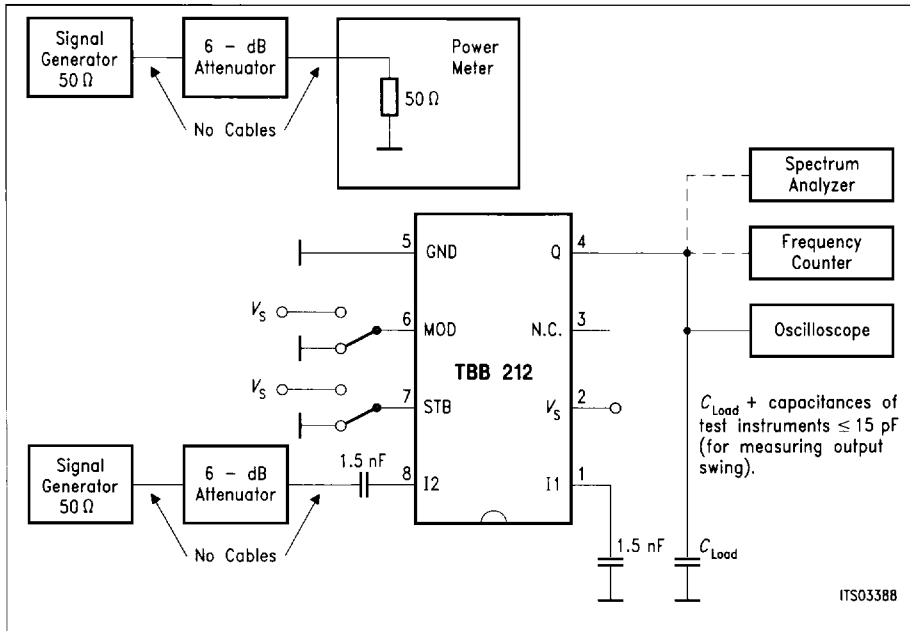 Signal
Generator
50 Ω
6 - dB
Attenuator
Power
Meter
50 Ω
No Cables
Spectrum
Analyzer
Frequency
Counter
Oscilloscope
5
GND
Q
4
V_S
6
MOD
N.C.
3
TBB 212
V_S
7
STB
V_S
2
C_Load + capacitances of
test instruments ≤ 15 pF
(for measuring output
swing).
Signal
Generator
50 Ω
6 - dB
Attenuator
1.5 nF
8
I2
I1
1
No Cables
1.5 nF
C_Load
ITS03388